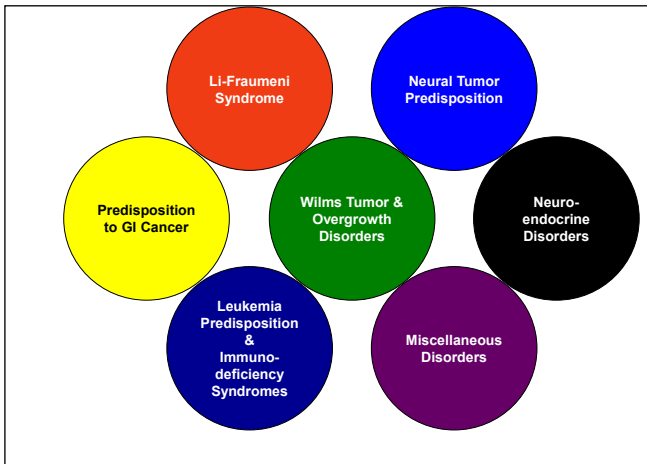 Li-Fraumeni
Syndrome
Neural Tumor
Predisposition
Predisposition
to GI Cancer
Wilms Tumor &
Overgrowth
Disorders
Neuro-
endocrine
Disorders
Leukemia
Predisposition
&
Immuno-
deficiency
Syndromes
Miscellaneous
Disorders